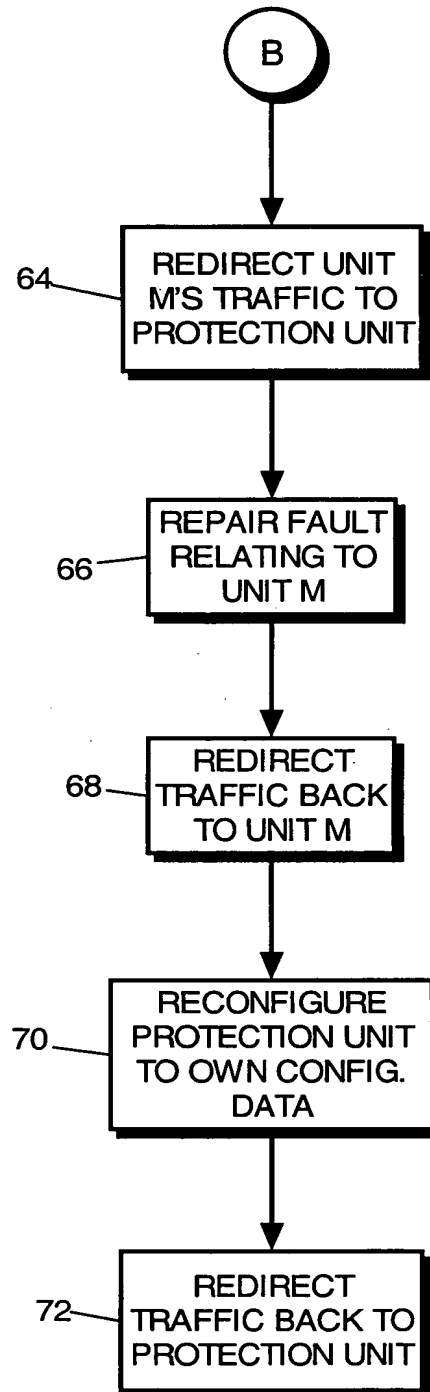 B
64
REDIRECT UNIT
M'S TRAFFIC TO
PROTECTION UNIT
66
REPAIR FAULT
RELATING TO
UNIT M
68
REDIRECT
TRAFFIC BACK
TO UNIT M
70
RECONFIGURE
PROTECTION UNIT
TO OWN CONFIG.
DATA
72
REDIRECT
TRAFFIC BACK TO
PROTECTION UNIT